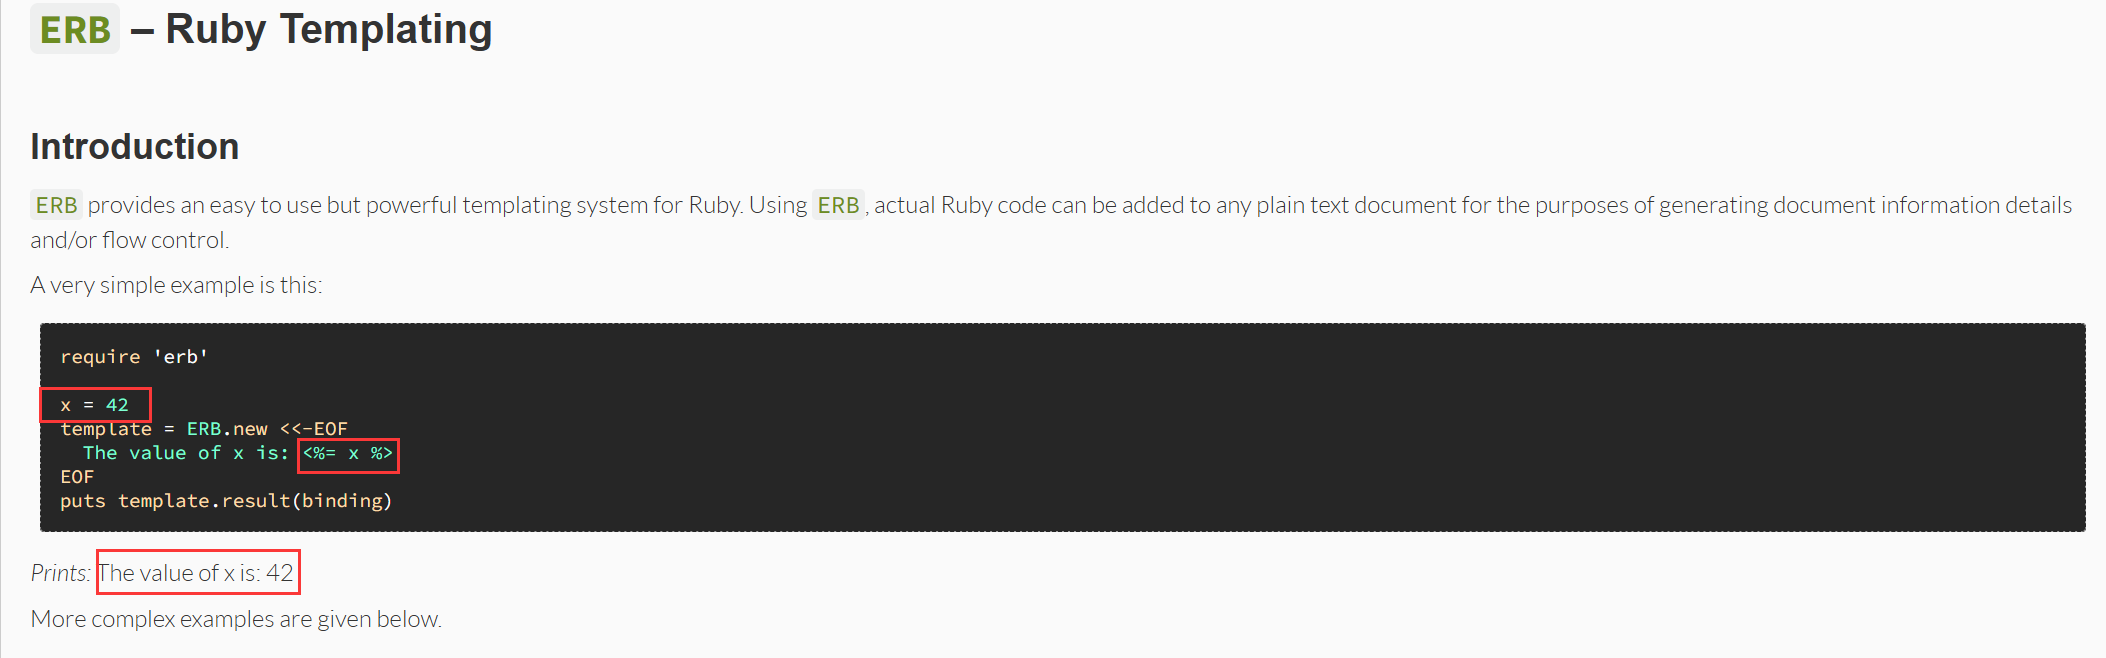 ERB – Ruby Templating
Introduction
ERB provides an easy to use but powerful templating system for Ruby. Using ERB, actual Ruby code can be added to any plain text document for the purposes of generating document information details
and/or flow control.
A very simple example is this:
require 'erb'
x = 42
template = ERB.new <<-EOF
  The value of x is: <%= x %>
EOF
puts template.result(binding)
Prints: The value of x is: 42
More complex examples are given below.